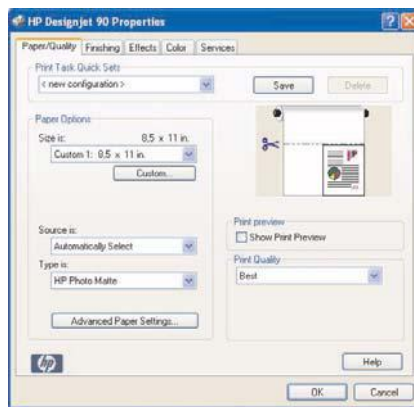 HP Designjet 90 Properties
Paper/Quality Finishing Effects Color Services
Print Task Quick Sets
< new configuration >
Save
Delete
Paper Options
Size is: 8.5 × 11 in.
Custom 1: 8.5 × 11 in.
Custom...
Source is:
Automatically Select
Type is:
HP Photo Matte
Advanced Paper Settings...
Print preview
Show Print Preview
Print Quality
Best
hp
Help
OK
Cancel